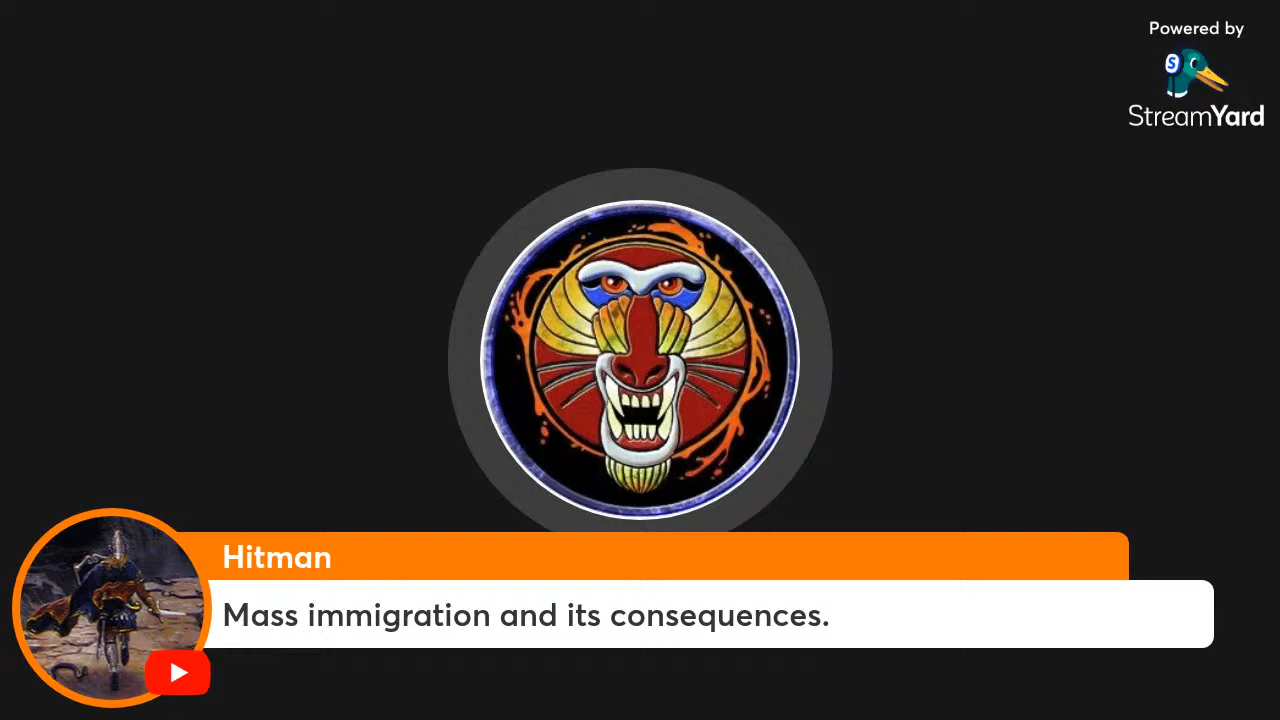 Powered by
StreamYard
Hitman
Mass immigration and its consequences.